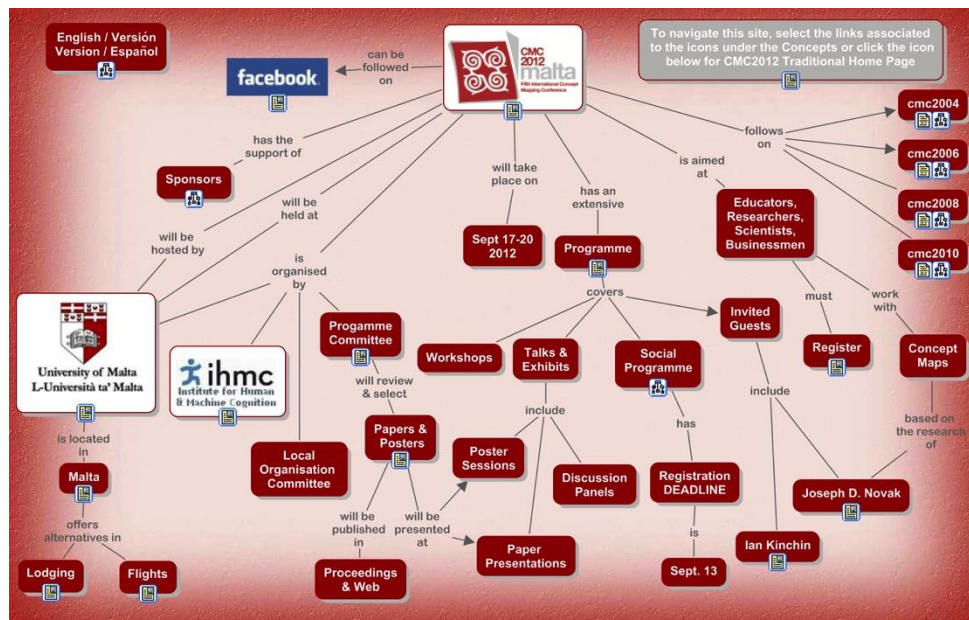 English / Versión
Version / Español
can be
followed
on
facebook
CMC
2012
malta
Fifth International Concept
Mapping Conference
To navigate this site, select the links associated
to the icons under the Concepts or click the icon
below for CMC2012 Traditional Home Page
has the
support of
Sponsors
will be
hosted by
will be
held at
is
organised
by
will take
place on
Sept 17-20
2012
has an
extensive
Programme
is aimed
at
Educators,
Researchers,
Scientists,
Businessmen
follows
on
cmc2004
cmc2006
cmc2008
cmc2010
University of Malta
L-Università ta' Malta
ihmc
Institute for Human
& Machine Cognition
Local
Organisation
Committee
Progamme
Committee
will review
& select
Papers &
Posters
will be
published
in
Proceedings
& Web
will be
presented
at
covers
Workshops
Talks &
Exhibits
Social
Programme
Invited
Guests
include
Poster
Sessions
Discussion
Panels
Paper
Presentations
has
Registration
DEADLINE
is
Sept. 13
include
Ian Kinchin
Joseph D. Novak
must
Register
work
with
Concept
Maps
based on
the research
of
is located
in
Malta
offers
alternatives in
Lodging
Flights